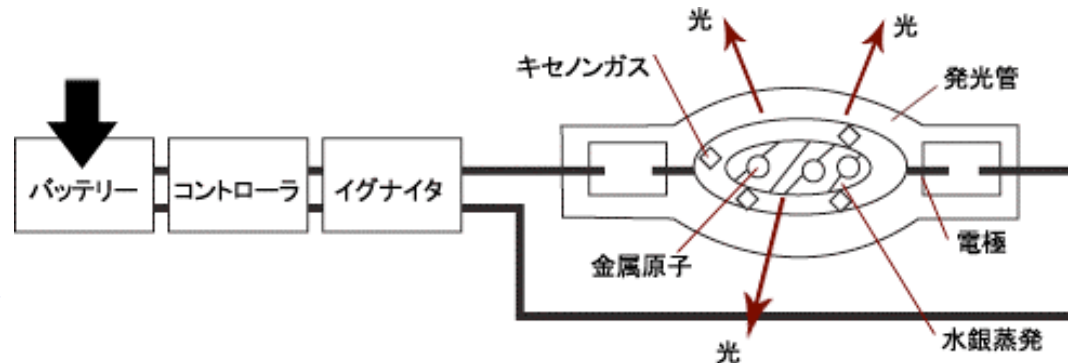 光
光
キセノンガス
発光管
バッテリー
コントローラ
イグナイタ
金属原子
電極
水銀蒸発
光